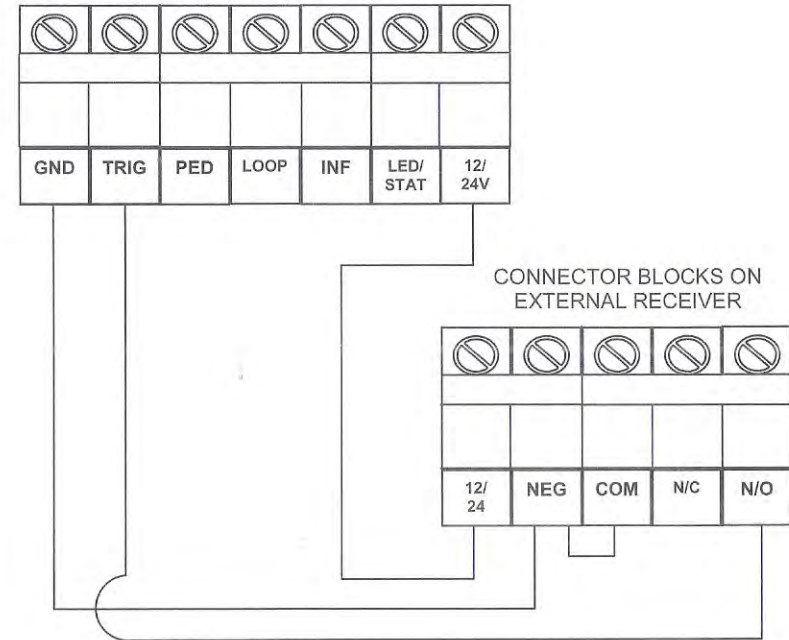 GND TRIG PED LOOP INF LED/ 12/
STAT 24V
CONNECTOR BLOCKS ON
EXTERNAL RECEIVER
12/ NEG COM N/C N/O
24